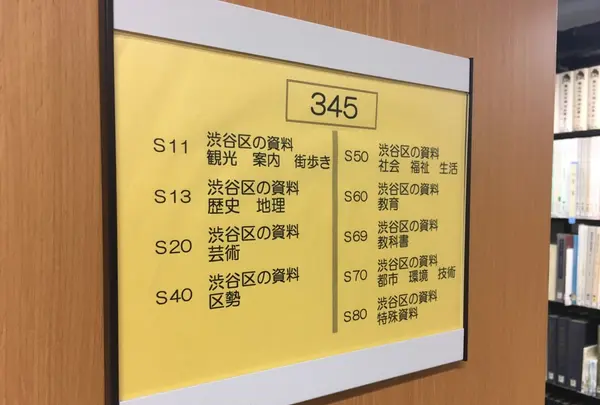 345
S11 渋谷区の資料
観光 案内 街歩き
S13 渋谷区の資料
歴史 地理
S20 渋谷区の資料
芸術
S40 渋谷区の資料
区勢
S50 渋谷区の資料
社会 福祉 生活
S60 渋谷区の資料
教育
S69 渋谷区の資料
教科書
S70 渋谷区の資料
都市 環境 技術
S80 渋谷区の資料
特殊資料